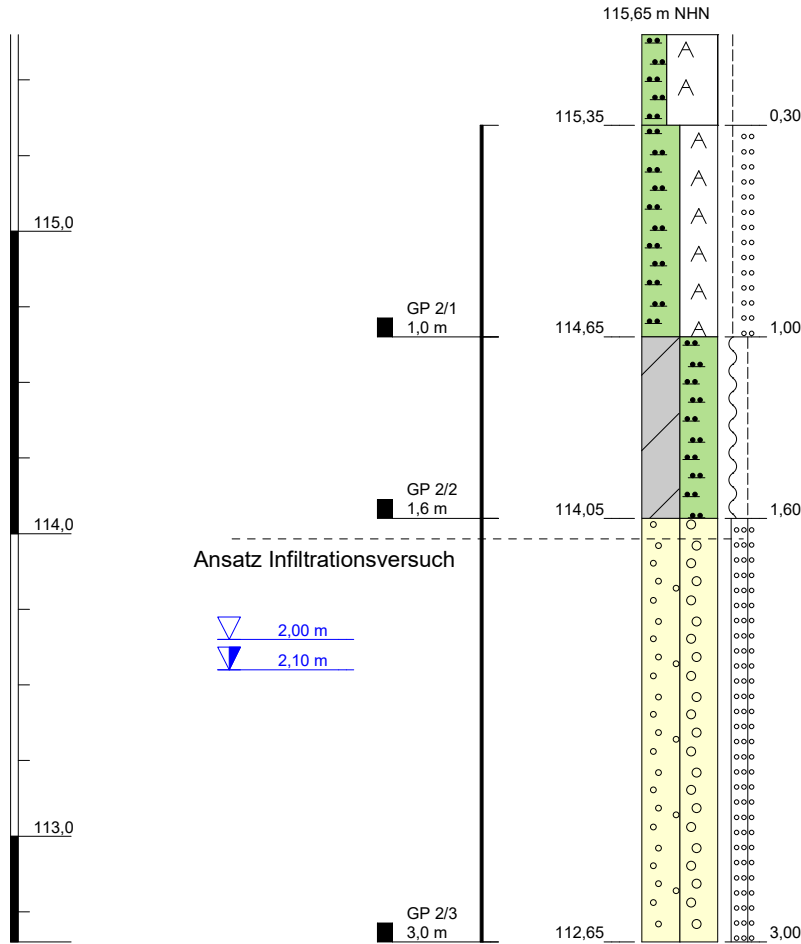 115,65 m NHN
115,35
0,30
115,0
GP 2/1
1,0 m
114,65
1,00
GP 2/2
1,6 m
114,05
1,60
114,0
Ansatz Infiltrationsversuch
2,00 m
2,10 m
113,0
GP 2/3
3,0 m
112,65
3,00